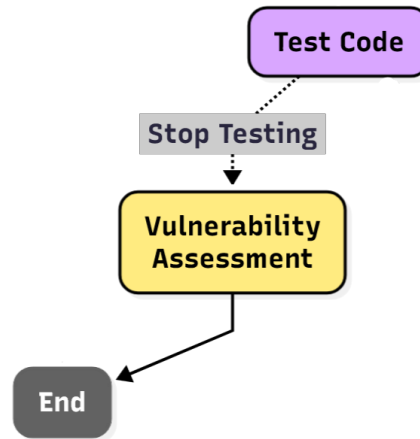 Test Code
Stop Testing
Vulnerability
Assessment
End